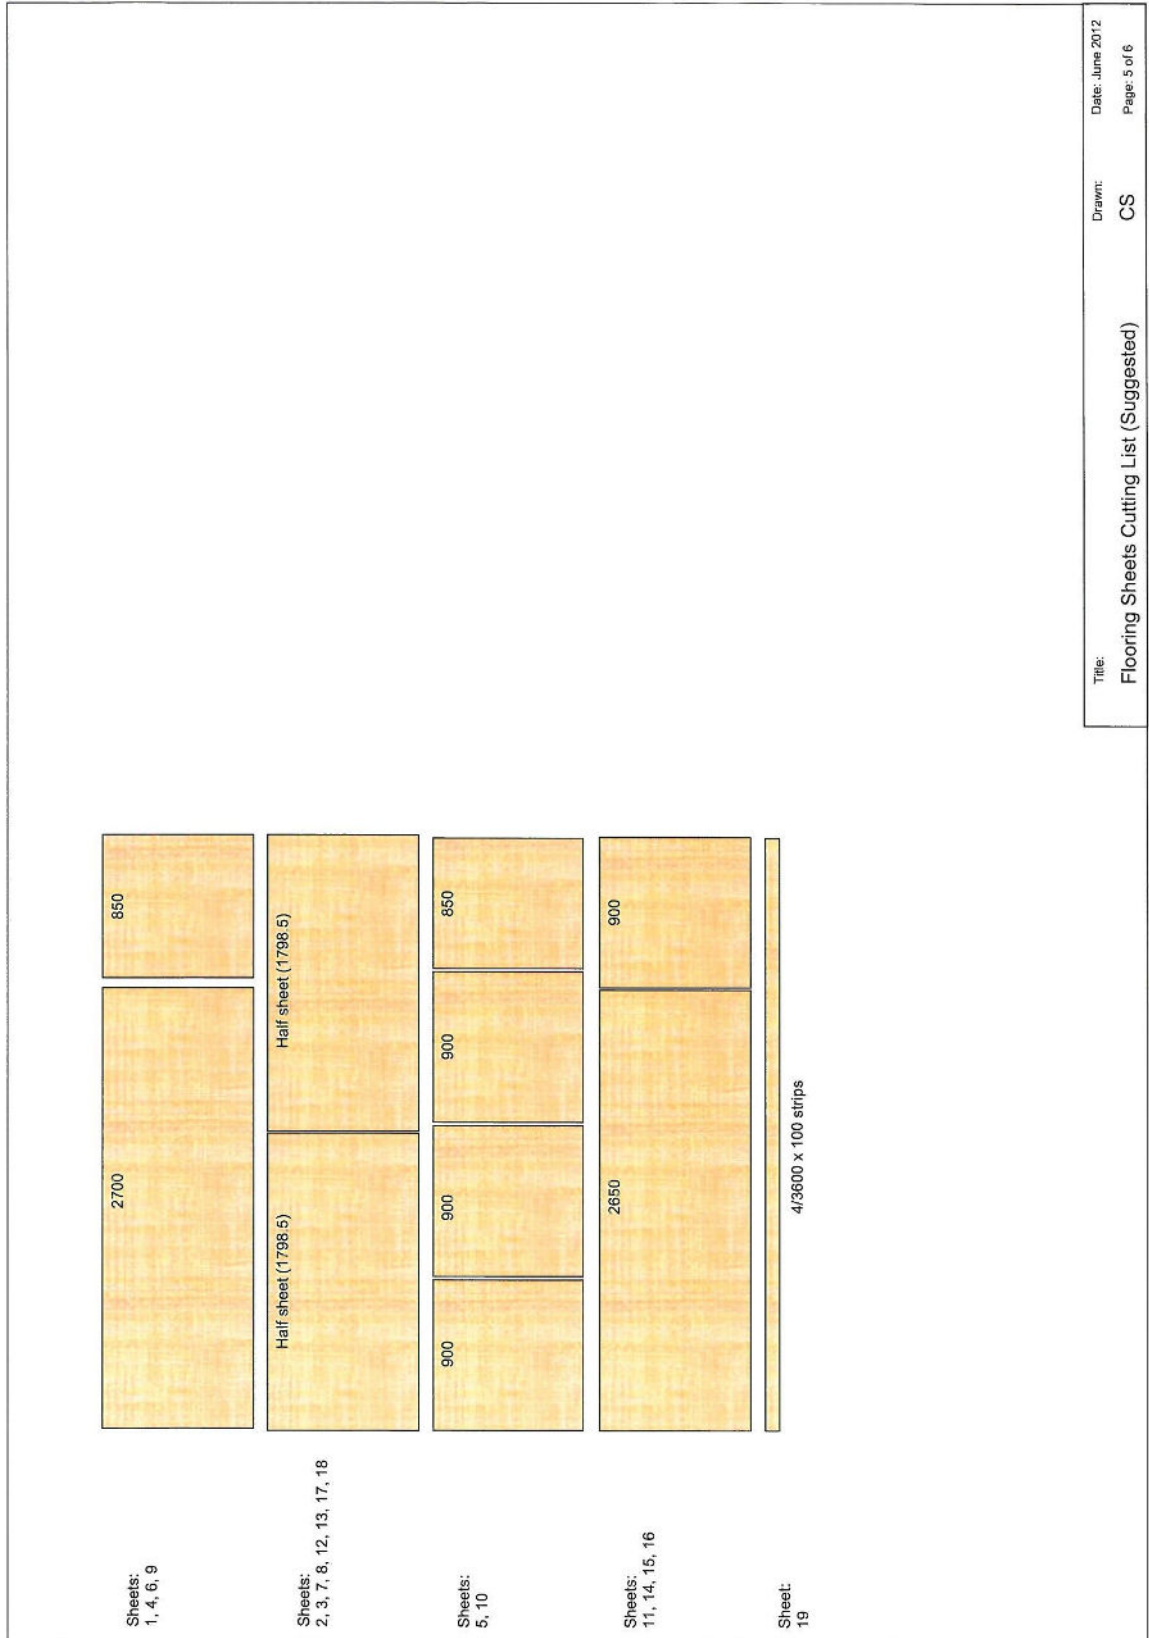 Sheets:
1, 4, 6, 9
2700
850
Sheets:
2, 3, 7, 8, 12, 13, 17, 18
Half sheet (1798.5)
Half sheet (1798.5)
Sheets:
5, 10
900
900
900
850
Sheets:
11, 14, 15, 16
2650
900
Sheet:
19
4/3600 x 100 strips
Title:
Flooring Sheets Cutting List (Suggested)
Drawn:
CS
Date: June 2012
Page: 5 of 6